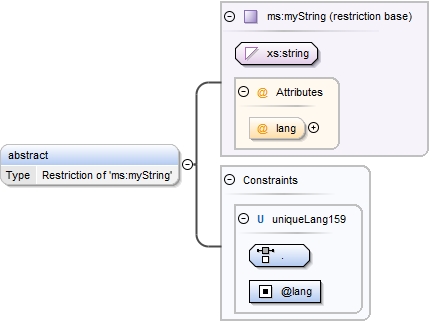 ms:myString (restriction base)
xs:string
@ Attributes
@ lang
abstract
Type Restriction of 'ms:myString'
Constraints
U uniqueLang159
.
@lang